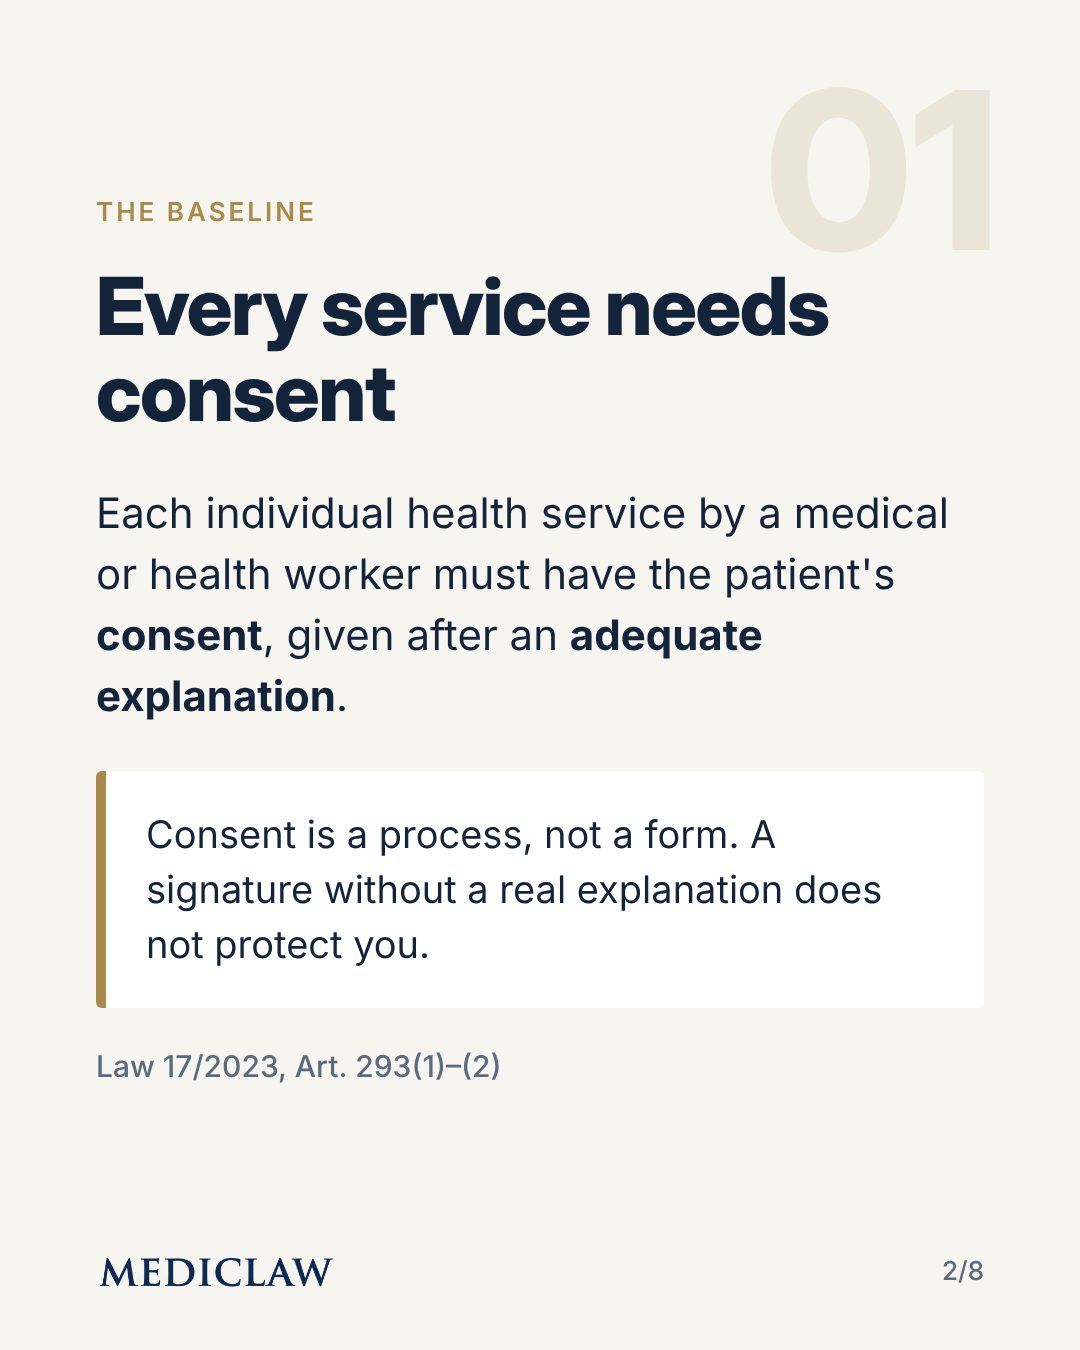 01
THE BASELINE
Every service needs
consent
Each individual health service by a medical
or health worker must have the patient's
consent, given after an adequate
explanation.
Consent is a process, not a form. A
signature without a real explanation does
not protect you.
Law 17/2023, Art. 293(1)–(2)
MEDICLAW
2/8